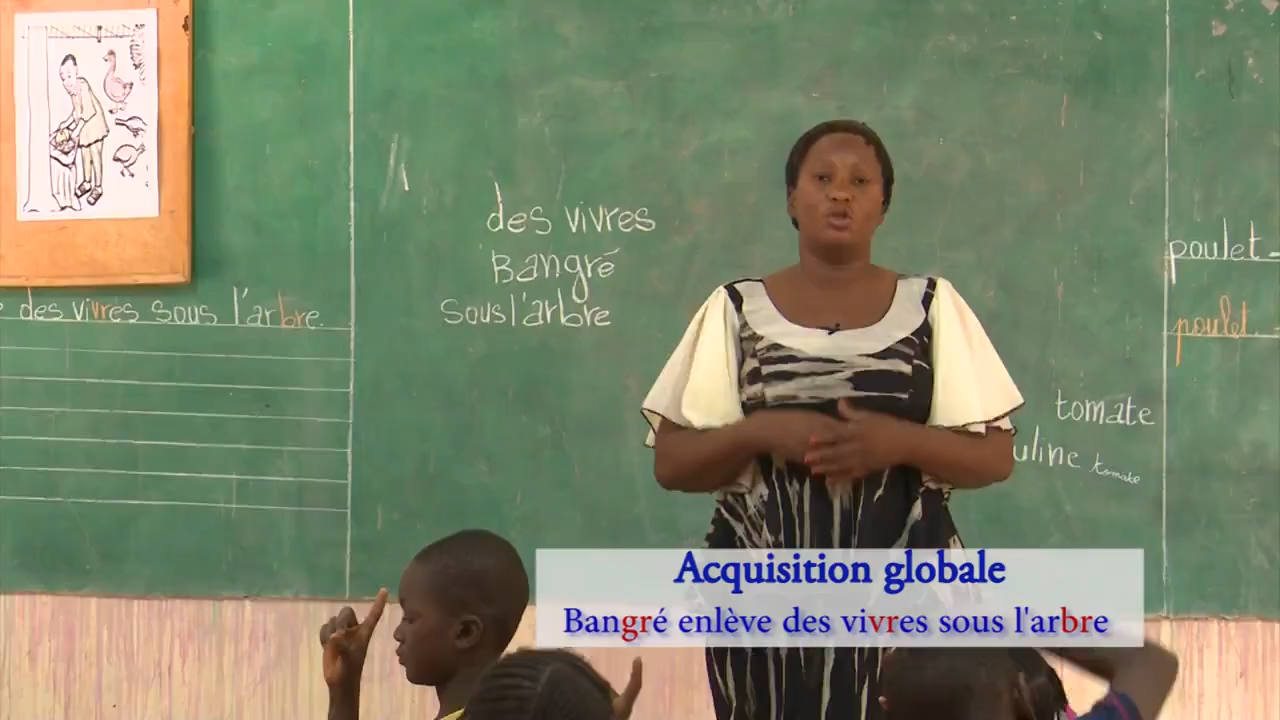 des vivres sous l'arbre.
des vivres
Bangré
sous l'arbre
poulet -
poulet -
tomate
uline tomate
Acquisition globale
Bangré enlève des vivres sous l'arbre